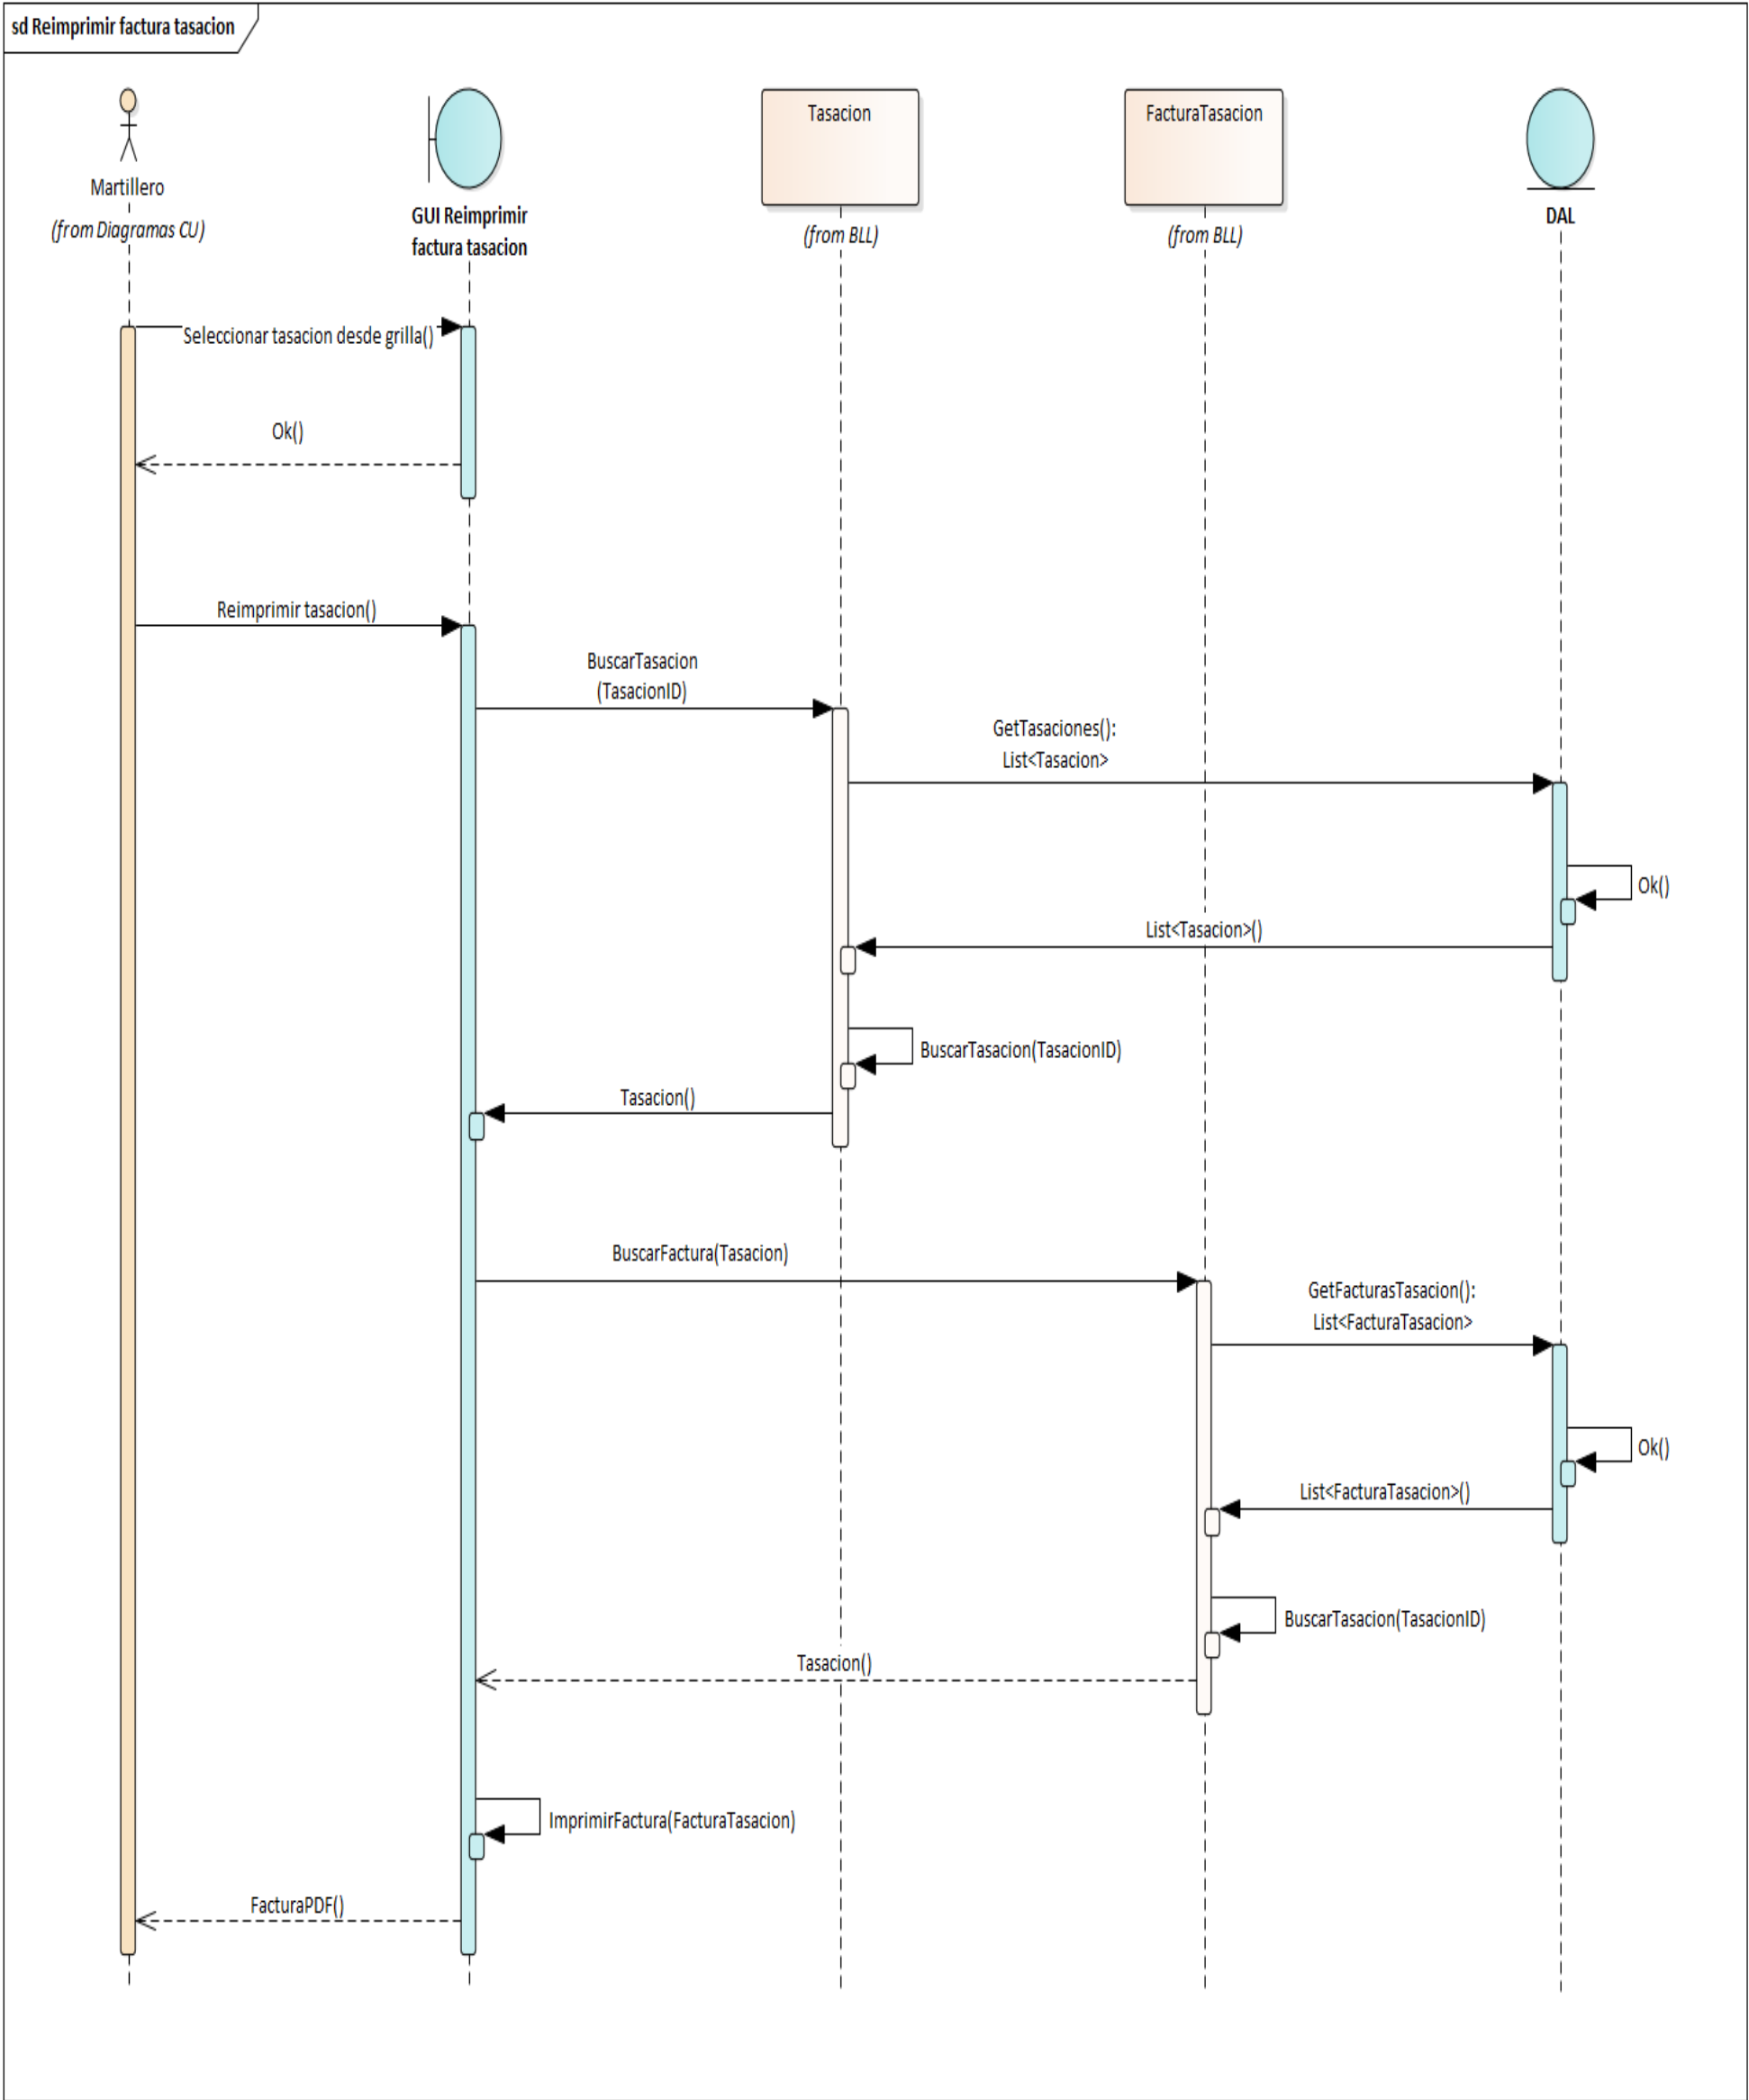 sd Reimprimir factura tasacion
Martillero
(from Diagramas CU)
GUI Reimprimir
factura tasacion
Tasacion
(from BLL)
FacturaTasacion
(from BLL)
DAL
Seleccionar tasacion desde grilla()
Ok()
Reimprimir tasacion()
BuscarTasacion
(TasacionID)
GetTasaciones():
List<Tasacion>
Ok()
List<Tasacion>()
BuscarTasacion(TasacionID)
Tasacion()
BuscarFactura(Tasacion)
GetFacturasTasacion():
List<FacturaTasacion>
Ok()
List<FacturaTasacion>()
BuscarTasacion(TasacionID)
Tasacion()
ImprimirFactura(FacturaTasacion)
FacturaPDF()